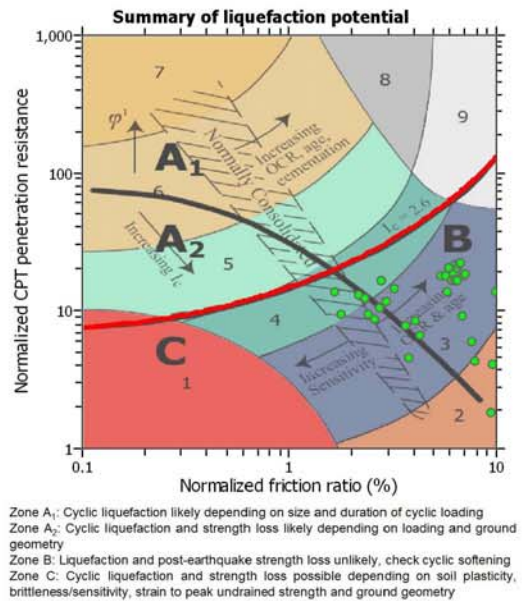 Summary of liquefaction potential
1,000
7
8
9
φ'
Normally Consolidated
Increasing
OCR, age,
cementation
A1
100
6
A2
Increasing Ic
5
Ic = 2.6
B
10
4
OCR & age
3
C
1
Increasing
Sensitivity
2
1
0.1
1
10
Normalized CPT penetration resistance
Normalized friction ratio (%)
Zone A1: Cyclic liquefaction likely depending on size and duration of cyclic loading
Zone A2: Cyclic liquefaction and strength loss likely depending on loading and ground
geometry
Zone B: Liquefaction and post-earthquake strength loss unlikely, check cyclic softening
Zone C: Cyclic liquefaction and strength loss possible depending on soil plasticity,
brittleness/sensitivity, strain to peak undrained strength and ground geometry